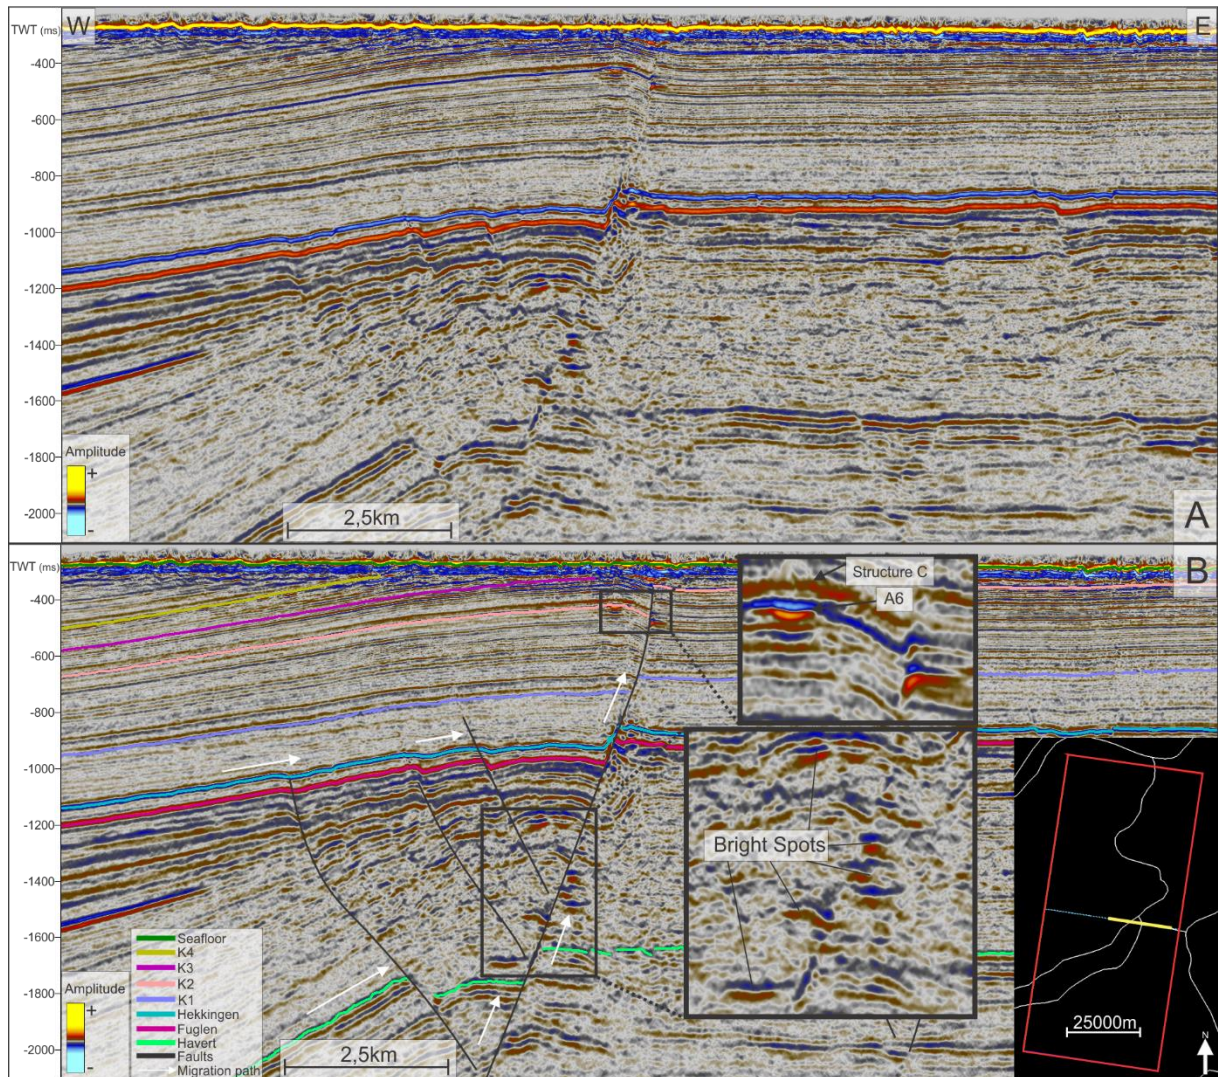 TWT (ms)
W
E
-400
-600
-800
-1000
-1200
-1400
-1600
-1800
-2000
Amplitude
+
-
2,5km
A
TWT (ms)
B
-400
-600
-800
-1000
-1200
-1400
-1600
-1800
-2000
Structure C
A6
Bright Spots
Seafloor
K4
K3
K2
K1
Hekkingen
Fuglen
Havert
Faults
Migration path
Amplitude
+
-
2,5km
25000m
N